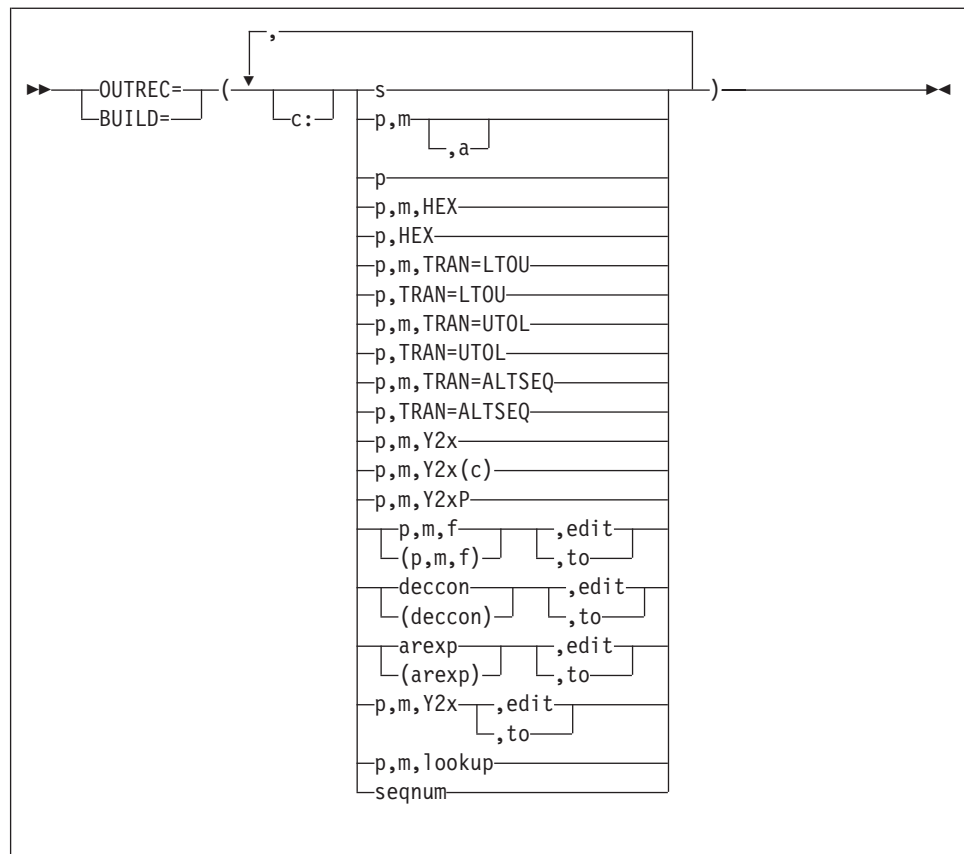 ,
OUTREC= ( s )
BUILD= c: p,m
,a
p
p,m,HEX
p,HEX
p,m,TRAN=LTOU
p,TRAN=LTOU
p,m,TRAN=UTOL
p,TRAN=UTOL
p,m,TRAN=ALTSEQ
p,TRAN=ALTSEQ
p,m,Y2x
p,m,Y2x(c)
p,m,Y2xP
p,m,f ,edit
(p,m,f) ,to
deccon ,edit
(deccon) ,to
arexp ,edit
(arexp) ,to
p,m,Y2x ,edit
,to
p,m,lookup
seqnum